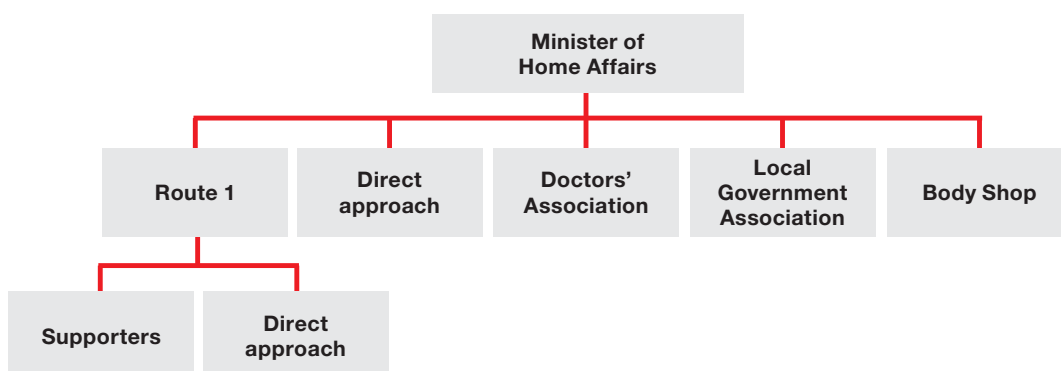 Minister of
Home Affairs
Route 1
Direct
approach
Doctors’
Association
Local
Government
Association
Body Shop
Supporters
Direct
approach